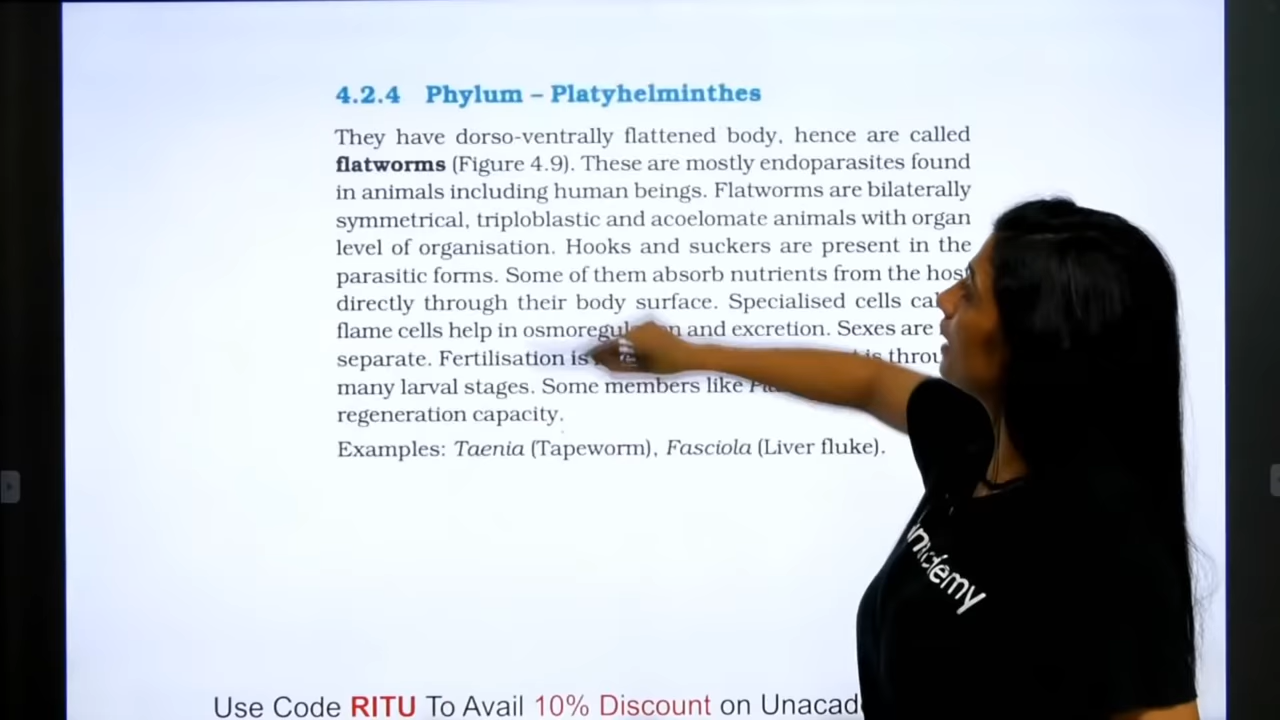 4.2.4 Phylum – Platyhelminthes
They have dorso-ventrally flattened body, hence are called
flatworms (Figure 4.9). These are mostly endoparasites found
in animals including human beings. Flatworms are bilaterally
symmetrical, triploblastic and acoelomate animals with organ
level of organisation. Hooks and suckers are present in the
parasitic forms. Some of them absorb nutrients from the host
directly through their body surface. Specialised cells
flame cells help in and excretion. Sexes are
separate. Fertilisation is is
many larval stages. Some members like
regeneration capacity.
Examples: Taenia (Tapeworm), Fasciola (Liver fluke).
Use Code RITU To Avail 10% Discount on